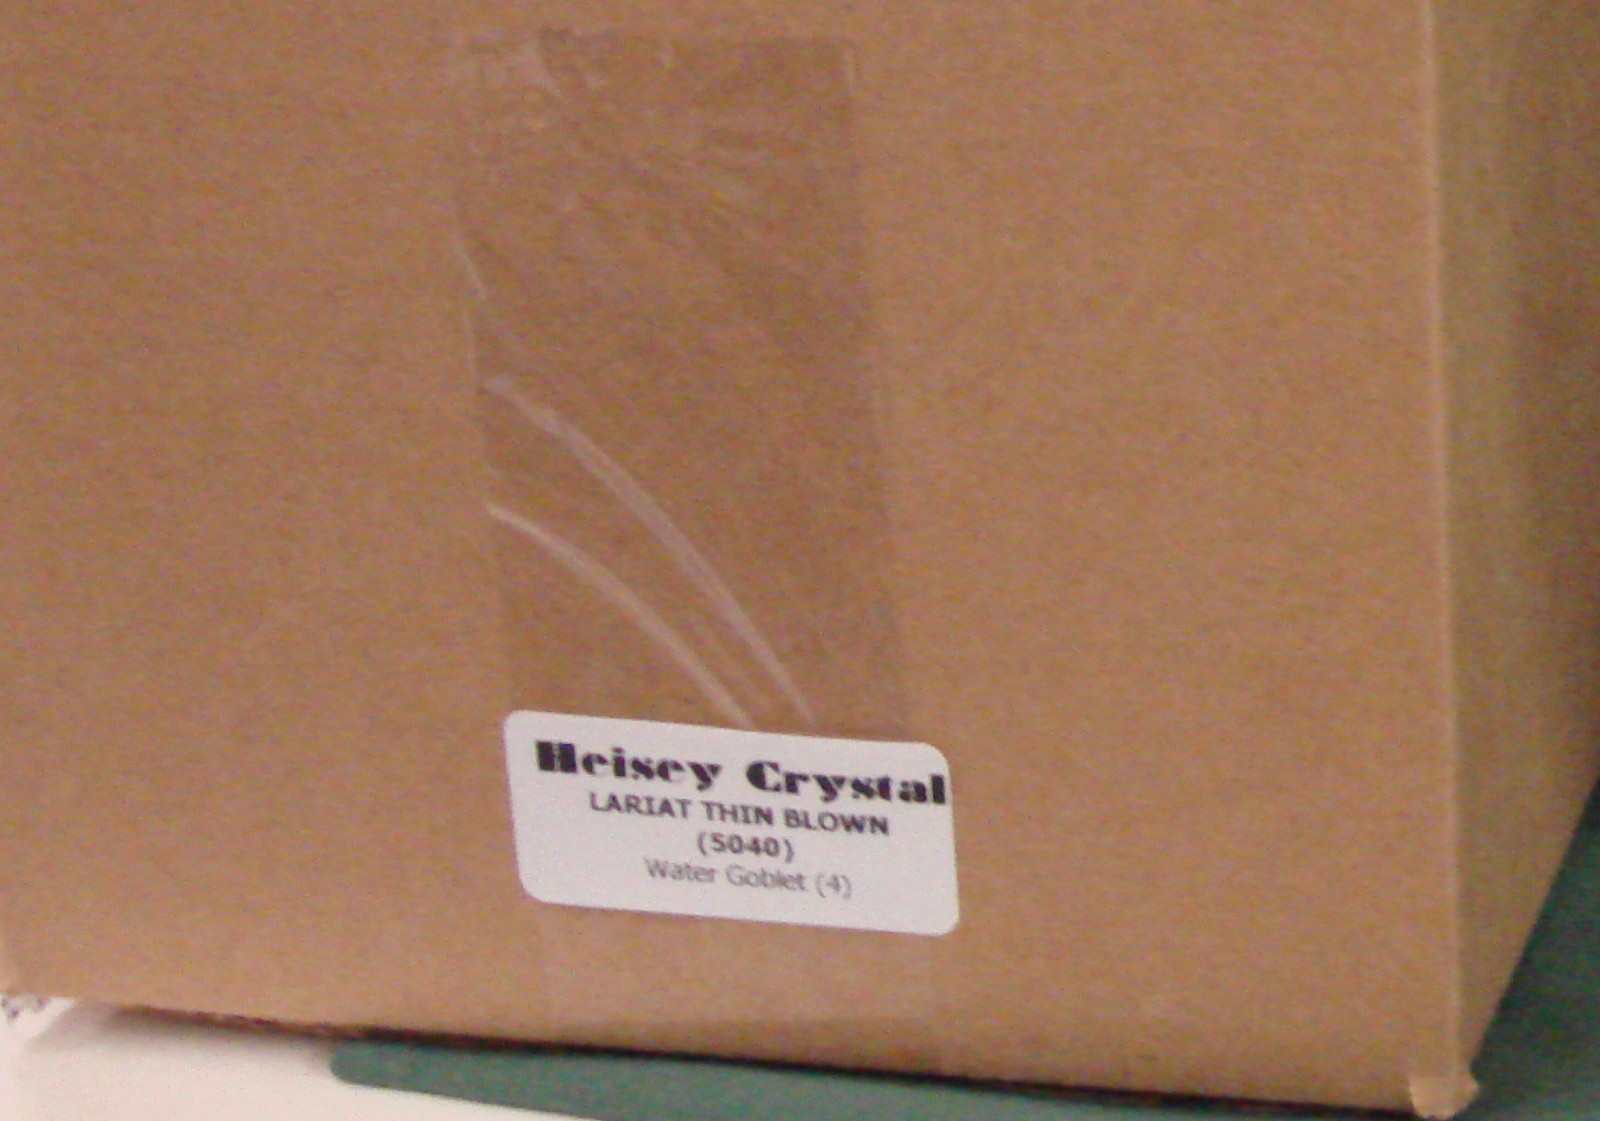 Heisey Crystal
LARIAT THIN BLOWN
(5040)
Water Goblet (4)